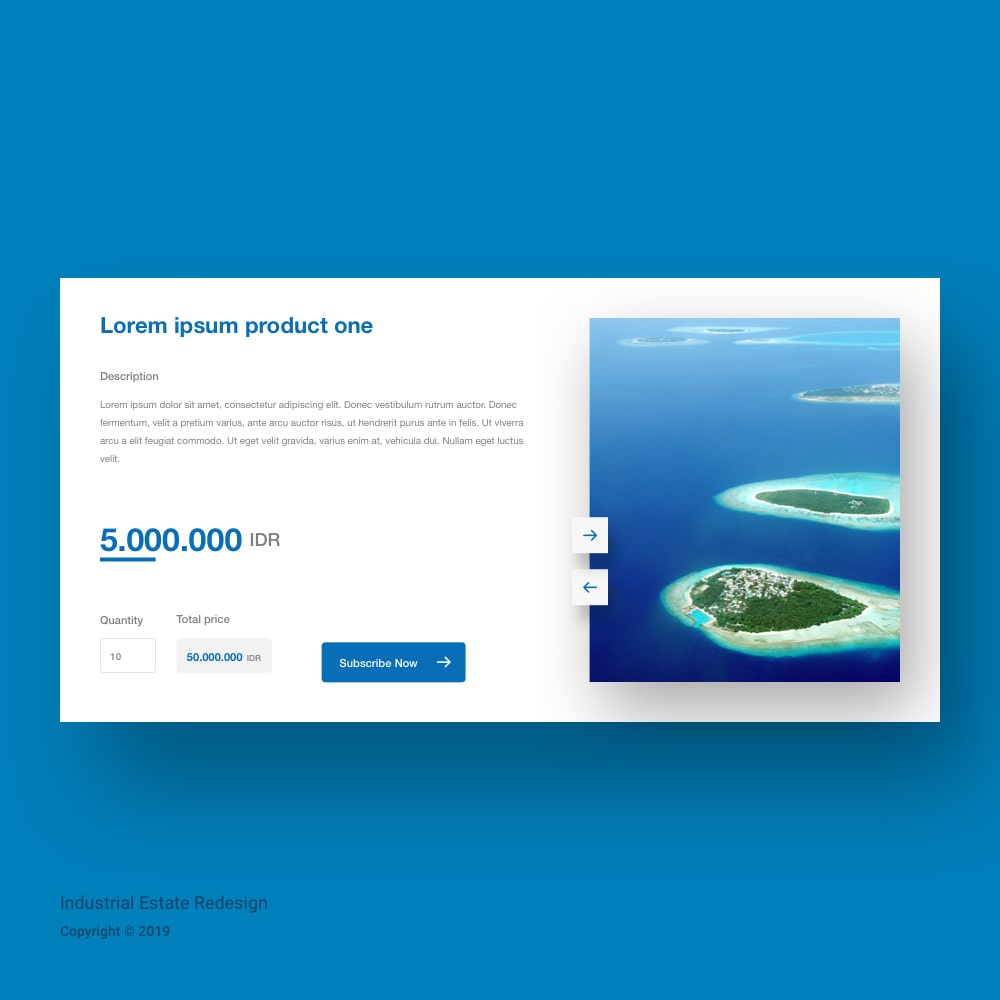 Lorem ipsum product one
Description
Lorem ipsum dolor sit amet, consectetur adipiscing elit. Donec vestibulum rutrum auctor. Donec
fermentum, velit a pretium varius, ante arcu auctor risus, ut hendrerit purus ante in felis. Ut viverra
arcu a elit feugiat commodo. Ut eget velit gravida, varius enim at, vehicula dui. Nullam eget luctus
velit.
5.000.000 IDR
Quantity Total price
10 50.000.000 IDR Subscribe Now
Industrial Estate Redesign
Copyright © 2019